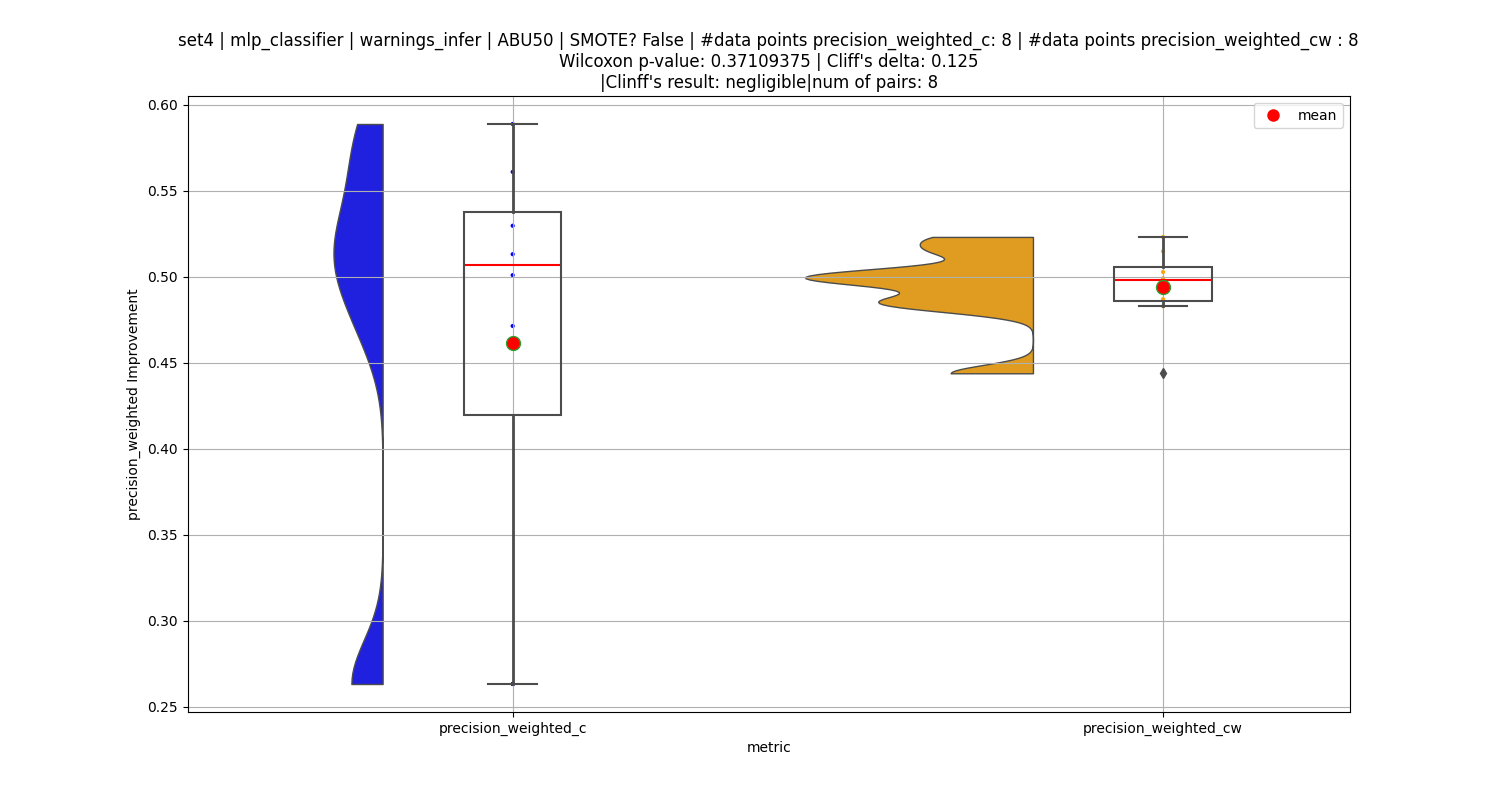 set4 | mlp_classifier | warnings_infer | ABU50 | SMOTE? False | #data points precision_weighted_c: 8 | #data points precision_weighted_cw : 8
Wilcoxon p-value: 0.37109375 | Cliff's delta: 0.125
|Clinff's result: negligible|num of pairs: 8
mean
0.60
0.55
0.50
0.45
0.40
0.35
0.30
0.25
precision_weighted Improvement
precision_weighted_c
precision_weighted_cw
metric